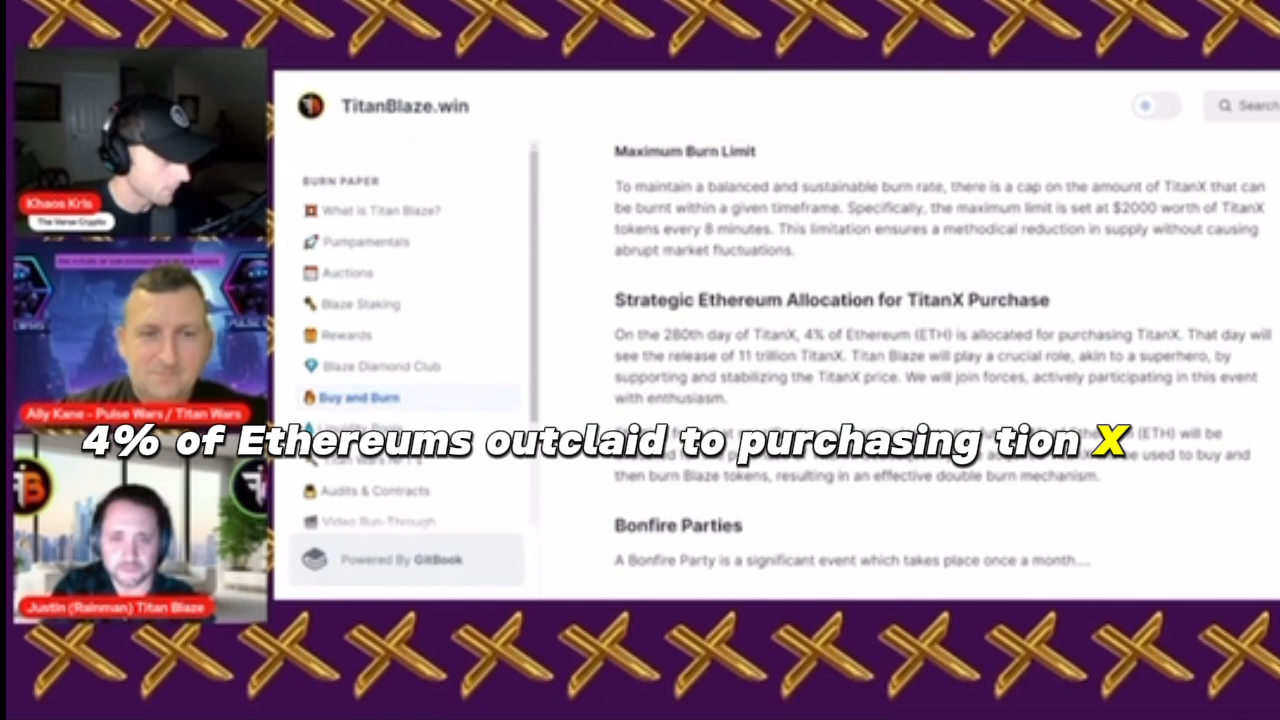 Khaos Kris
The Verse Crypto
THE FUTURE OF OUR ECOSYSTEM IS IN OUR HANDS
Ally Kane - Pulse Wars / Titan Wars
Justin (Rainman) Titan Blaze
TitanBlaze.win
Search
BURN PAPER
What is Titan Blaze?
Pumpamentals
Auctions
Blaze Staking
Rewards
Blaze Diamond Club
Buy and Burn
Audits & Contracts
Video Run-Through
Powered By GitBook
Maximum Burn Limit
To maintain a balanced and sustainable burn rate, there is a cap on the amount of TitanX that can
be burnt within a given timeframe. Specifically, the maximum limit is set at $2000 worth of TitanX
tokens every 8 minutes. This limitation ensures a methodical reduction in supply without causing
abrupt market fluctuations.
Strategic Ethereum Allocation for TitanX Purchase
On the 280th day of TitanX, 4% of Ethereum (ETH) is allocated for purchasing TitanX. That day will
see the release of 11 trillion TitanX. Titan Blaze will play a crucial role, akin to a superhero, by
supporting and stabilizing the TitanX price. We will join forces, actively participating in this event
with enthusiasm.
(ETH) will be
be used to buy and
then burn Blaze tokens, resulting in an effective double burn mechanism.
Bonfire Parties
A Bonfire Party is a significant event which takes place once a month....
4% of Ethereums outclaid to purchasing tion X